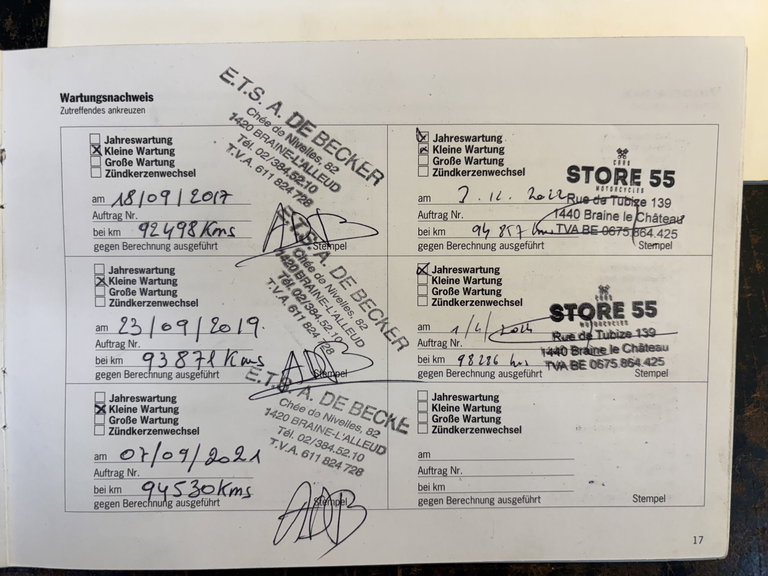 Wartungsnachweis
Zutreffendes ankreuzen
Jahreswartung
Kleine Wartung
Große Wartung
Zündkerzenwechsel
am 18/09/2017
Auftrag Nr.
bei km 92498 Kms
gegen Berechnung ausgeführt Stempel
E.T.S. A. DE BECKER
Chée de Nivelles, 82
1420 BRAINE-L'ALLEUD
Tél. 02/384.52.10
T.V.A. 611 824 728
ADB
Jahreswartung
Kleine Wartung
Große Wartung
Zündkerzenwechsel
am 23/09/2019.
Auftrag Nr.
bei km 93871 Kms
gegen Berechnung ausgeführt Stempel
E.T.S. A. DE BECKER
Chée de Nivelles, 82
1420 BRAINE-L'ALLEUD
Tél. 02/384.52.10
T.V.A. 611 824 728
ADB
Jahreswartung
Kleine Wartung
Große Wartung
Zündkerzenwechsel
am 07/09/2021
Auftrag Nr.
bei km 94530 Kms
gegen Berechnung ausgeführt Stempel
E.T.S. A. DE BECKE
Chée de Nivelles, 82
1420 BRAINE-L'ALLEUD
Tél. 02/384.52.10
T.V.A. 611 824 728
ADB
Jahreswartung
Kleine Wartung
Große Wartung
Zündkerzenwechsel
am
Auftrag Nr.
bei km 94 857 kms
gegen Berechnung ausgeführt Stempel
STORE 55
MOTORCYCLES
Rue de Tubize 139
1440 Braine le Château
TVA BE 0675.864.425
Jahreswartung
Kleine Wartung
Große Wartung
Zündkerzenwechsel
am
Auftrag Nr.
bei km 98286 kms
gegen Berechnung ausgeführt Stempel
STORE 55
MOTORCYCLES
Rue de Tubize 139
1440 Braine le Château
TVA BE 0675.864.425
Jahreswartung
Kleine Wartung
Große Wartung
Zündkerzenwechsel
am
Auftrag Nr.
bei km
gegen Berechnung ausgeführt Stempel
17